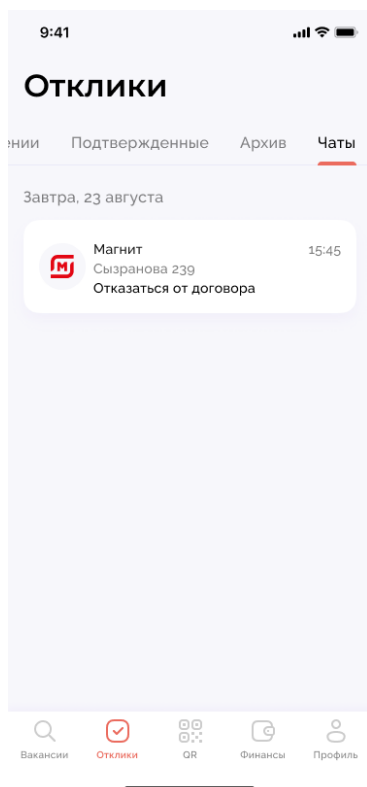 9:41
Отклики
ении Подтвержденные Архив Чаты
Завтра, 23 августа
Магнит 15:45
Сызранова 239
Отказаться от договора
Вакансии Отклики QR Финансы Профиль